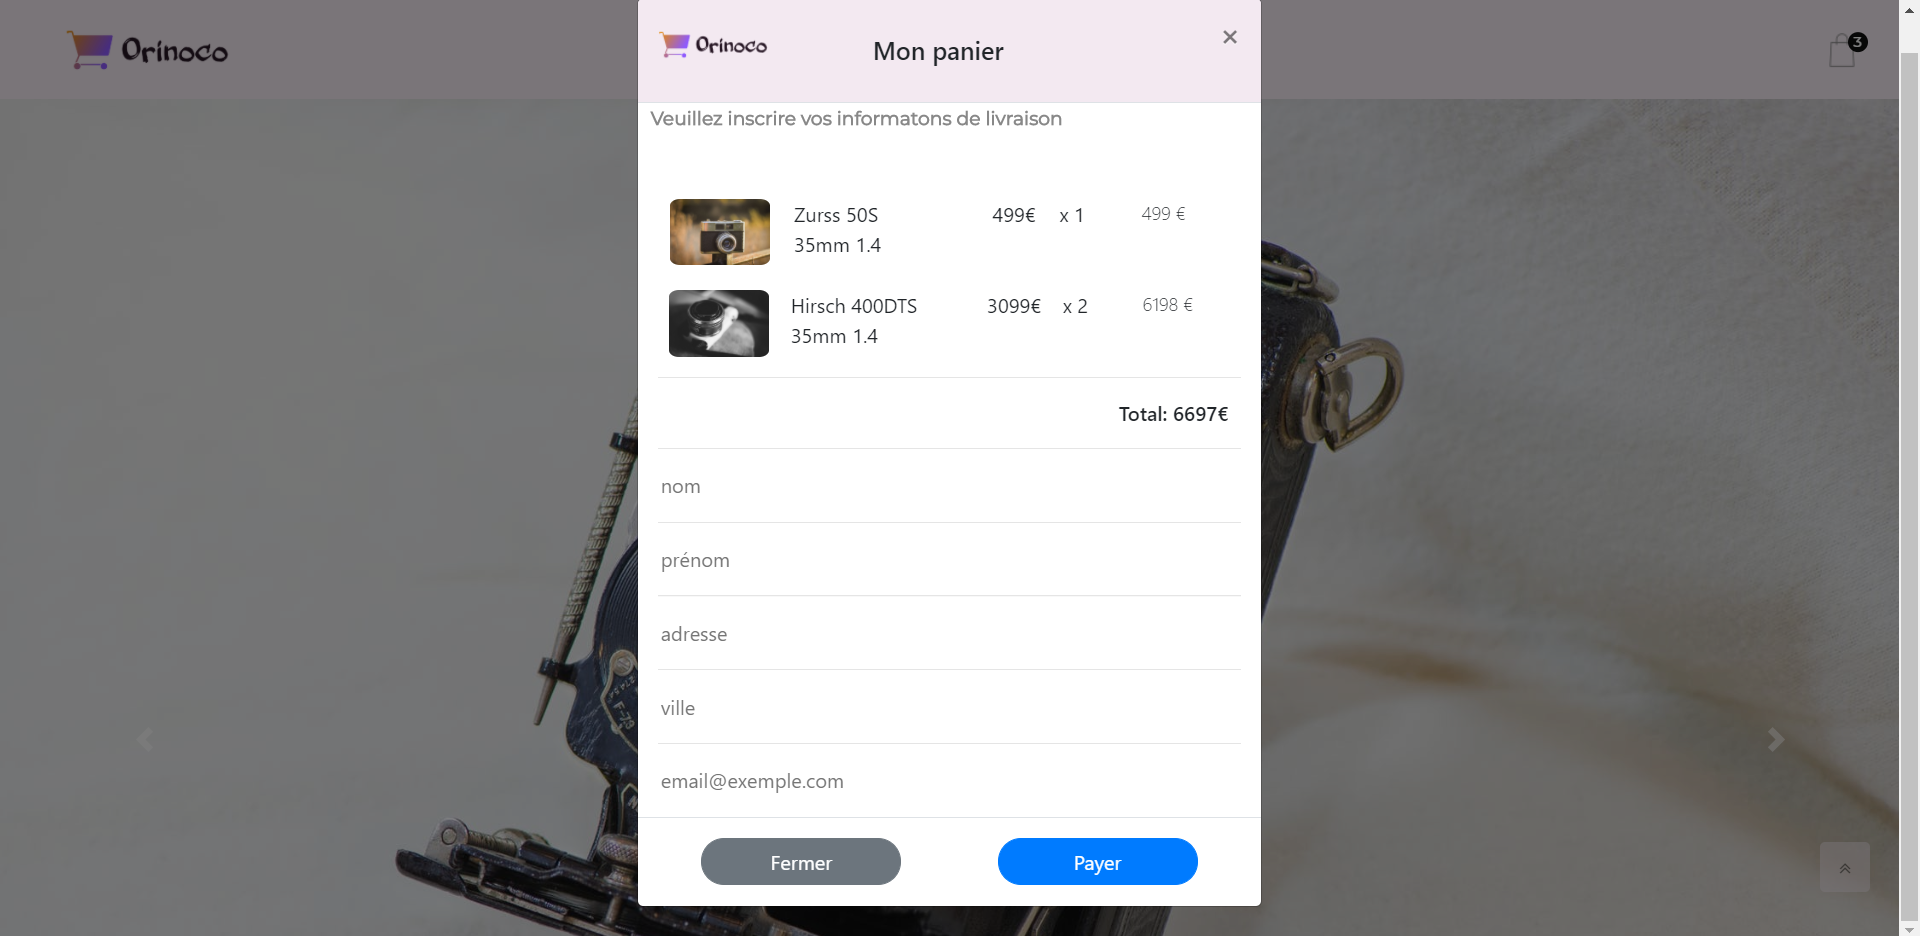 Orinoco
3
Orinoco
Mon panier
×
Veuillez inscrire vos informatons de livraison
Zurss 50S 499€ x 1 499 €
35mm 1.4
Hirsch 400DTS 3099€ x 2 6198 €
35mm 1.4
Total: 6697€
nom
prénom
adresse
ville
email@exemple.com
Fermer Payer
F-79